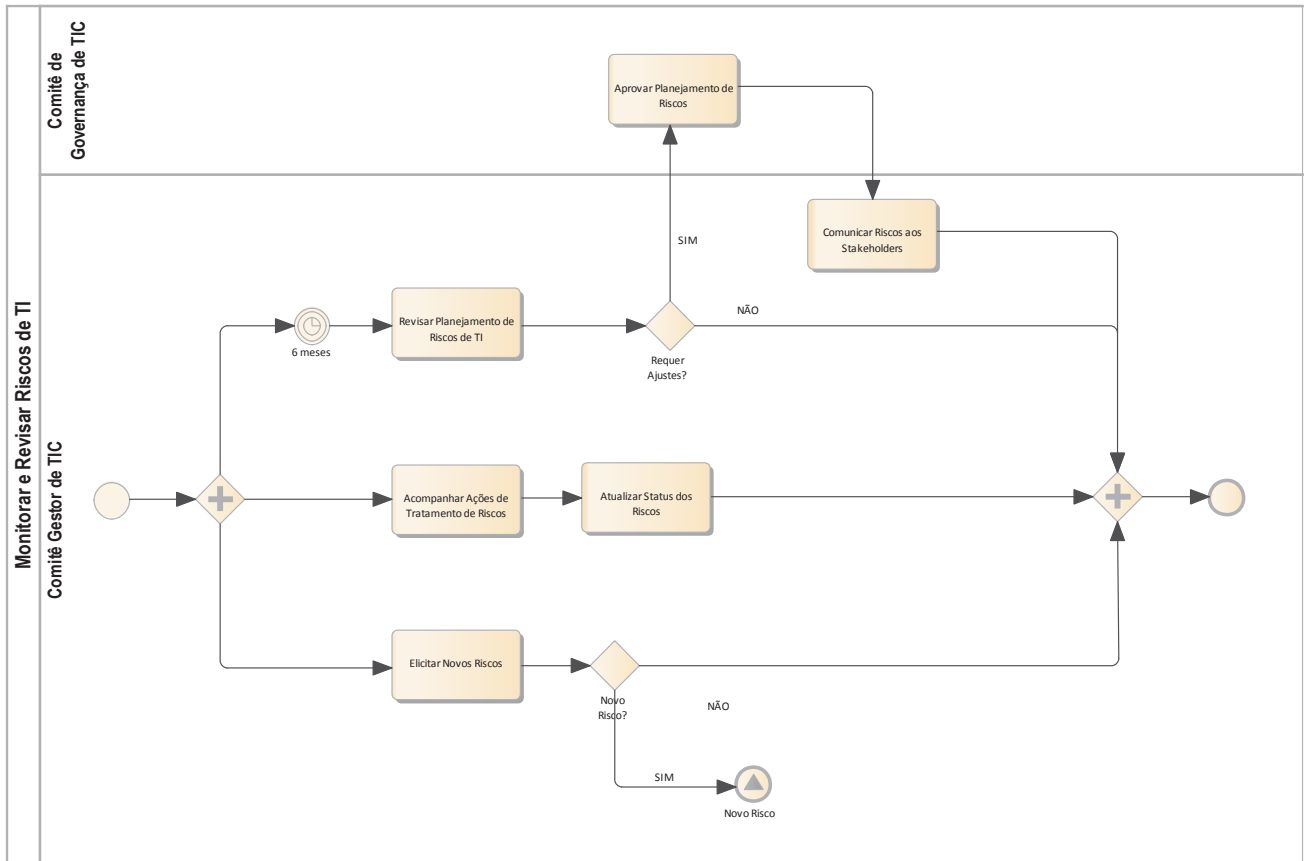 Monitorar e Revisar Riscos de TI
Comitê de
Governança de TIC
Aprovar Planejamento de
Riscos
Comitê Gestor de TIC
Comunicar Riscos aos
Stakeholders
SIM
6 meses
Revisar Planejamento de
Riscos de TI
Requer
Ajustes?
NÃO
Acompanhar Ações de
Tratamento de Riscos
Atualizar Status dos
Riscos
Elicitar Novos Riscos
Novo
Risco?
NÃO
SIM
Novo Risco